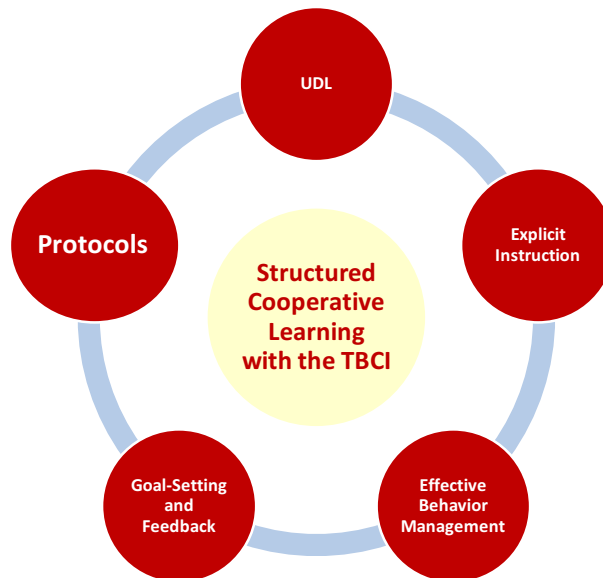 UDL
Explicit
Instruction
Effective
Behavior
Management
Goal-Setting
and
Feedback
Protocols
Structured
Cooperative
Learning
with the TBCI